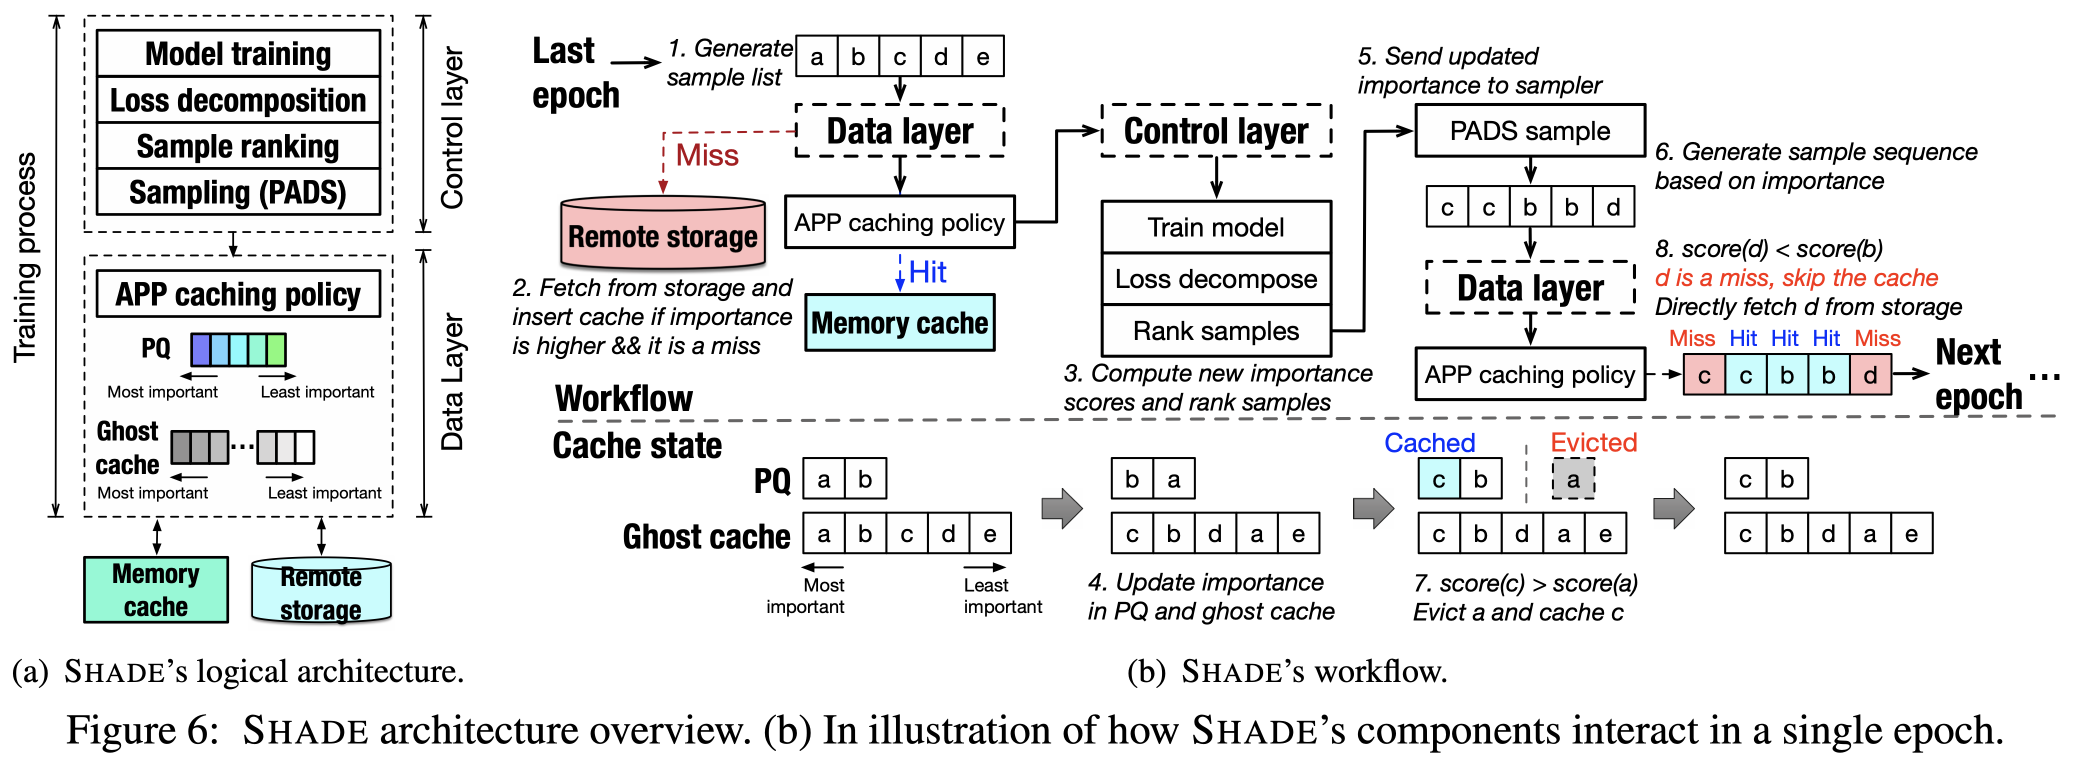 Training process
Model training
Loss decomposition
Sample ranking
Sampling (PADS)
Control layer
APP caching policy
PQ
Most important
Least important
Ghost
cache
...
Most important
Least important
Data Layer
Memory
cache
Remote
storage
(a) SHADE's logical architecture.
Last
epoch
1. Generate
sample list
a b c d e
Data layer
Miss
Remote storage
APP caching policy
Hit
Memory cache
2. Fetch from storage and
insert cache if importance
is higher && it is a miss
Control layer
Train model
Loss decompose
Rank samples
3. Compute new importance
scores and rank samples
5. Send updated
importance to sampler
PADS sample
6. Generate sample sequence
based on importance
c c b b d
Data layer
8. score(d) < score(b)
d is a miss, skip the cache
Directly fetch d from storage
APP caching policy
Miss Hit Hit Hit Miss
c c b b d
Next
epoch
...
Workflow
Cache state
PQ
a b
Ghost cache
a b c d e
Most
important
Least
important
b a
c b d a e
4. Update importance
in PQ and ghost cache
Cached
Evicted
c b
a
c b d a e
7. score(c) > score(a)
Evict a and cache c
c b
c b d a e
(b) SHADE's workflow.
Figure 6: SHADE architecture overview. (b) In illustration of how SHADE's components interact in a single epoch.